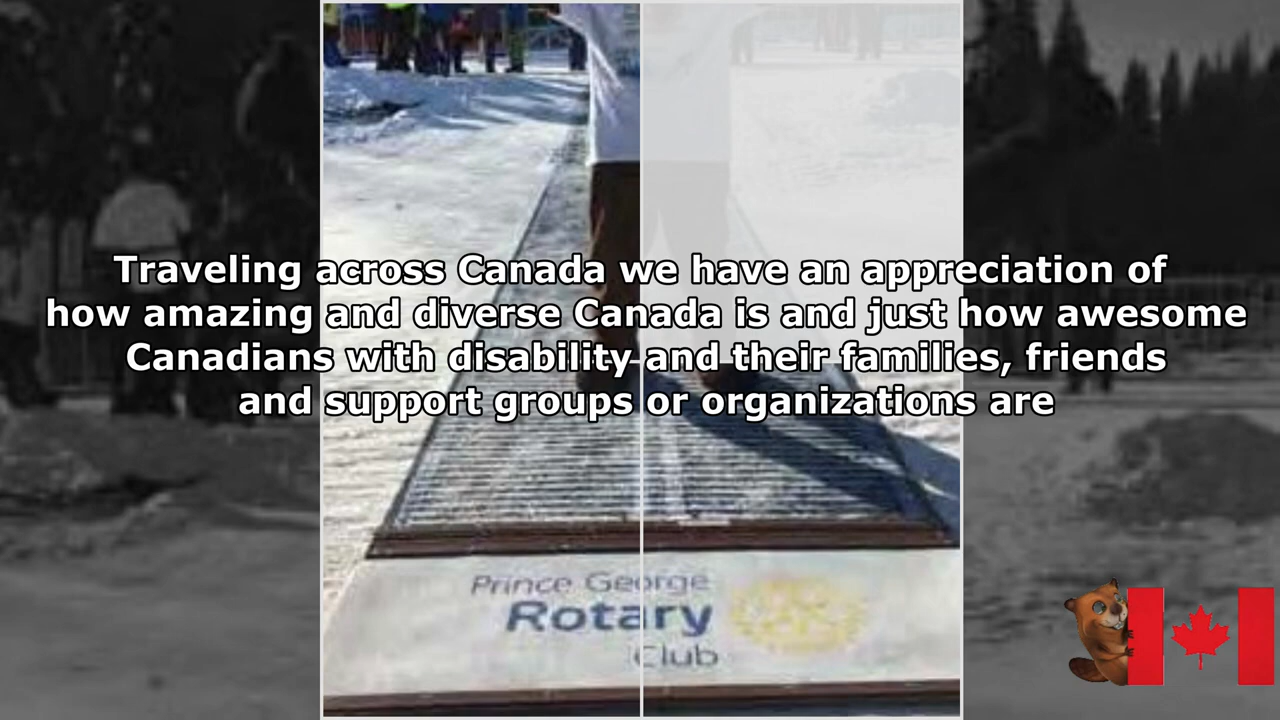 Traveling across Canada we have an appreciation of
how amazing and diverse Canada is and just how awesome
Canadians with disability and their families, friends
and support groups or organizations are
Prince George
Rotary
Club